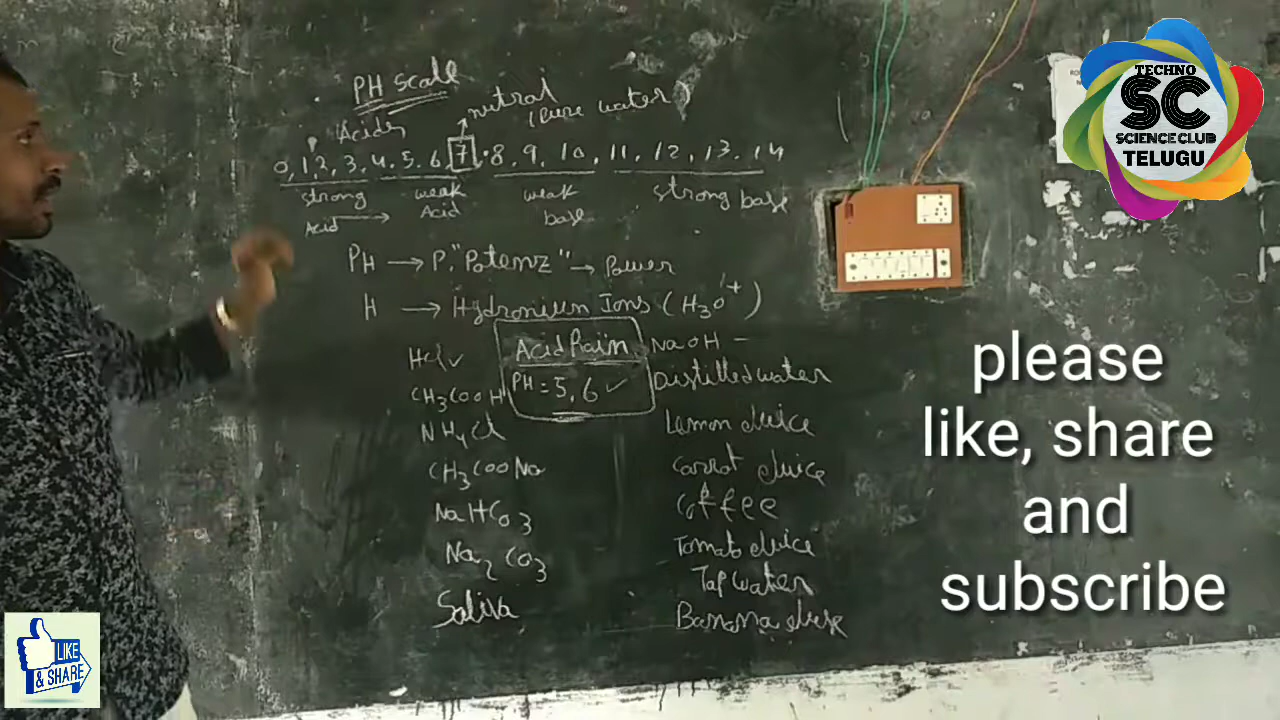 PH scale
nutral
(Pure water)
Acids
0, 1, 2, 3, 4, 5, 6, 7, 8, 9, 10, 11, 12, 13, 14
strong weak weak strong base
Acid Acid base
PH → P. "Potenz" → Power
H → Hydronium Ions (H3O+)
HCl
CH3COOH
NH4Cl
CH3COONa
NaHCO3
Na2CO3
Saliva
Acid Rain
PH = 5, 6 ✓
NaOH -
Distilled water
Lemon Juice
Carrot Juice
Coffee
Tomato Juice
Tap water
Banana
TECHNO
SC
SCIENCE CLUB
TELUGU
please
like, share
and
subscribe
LIKE
& SHARE